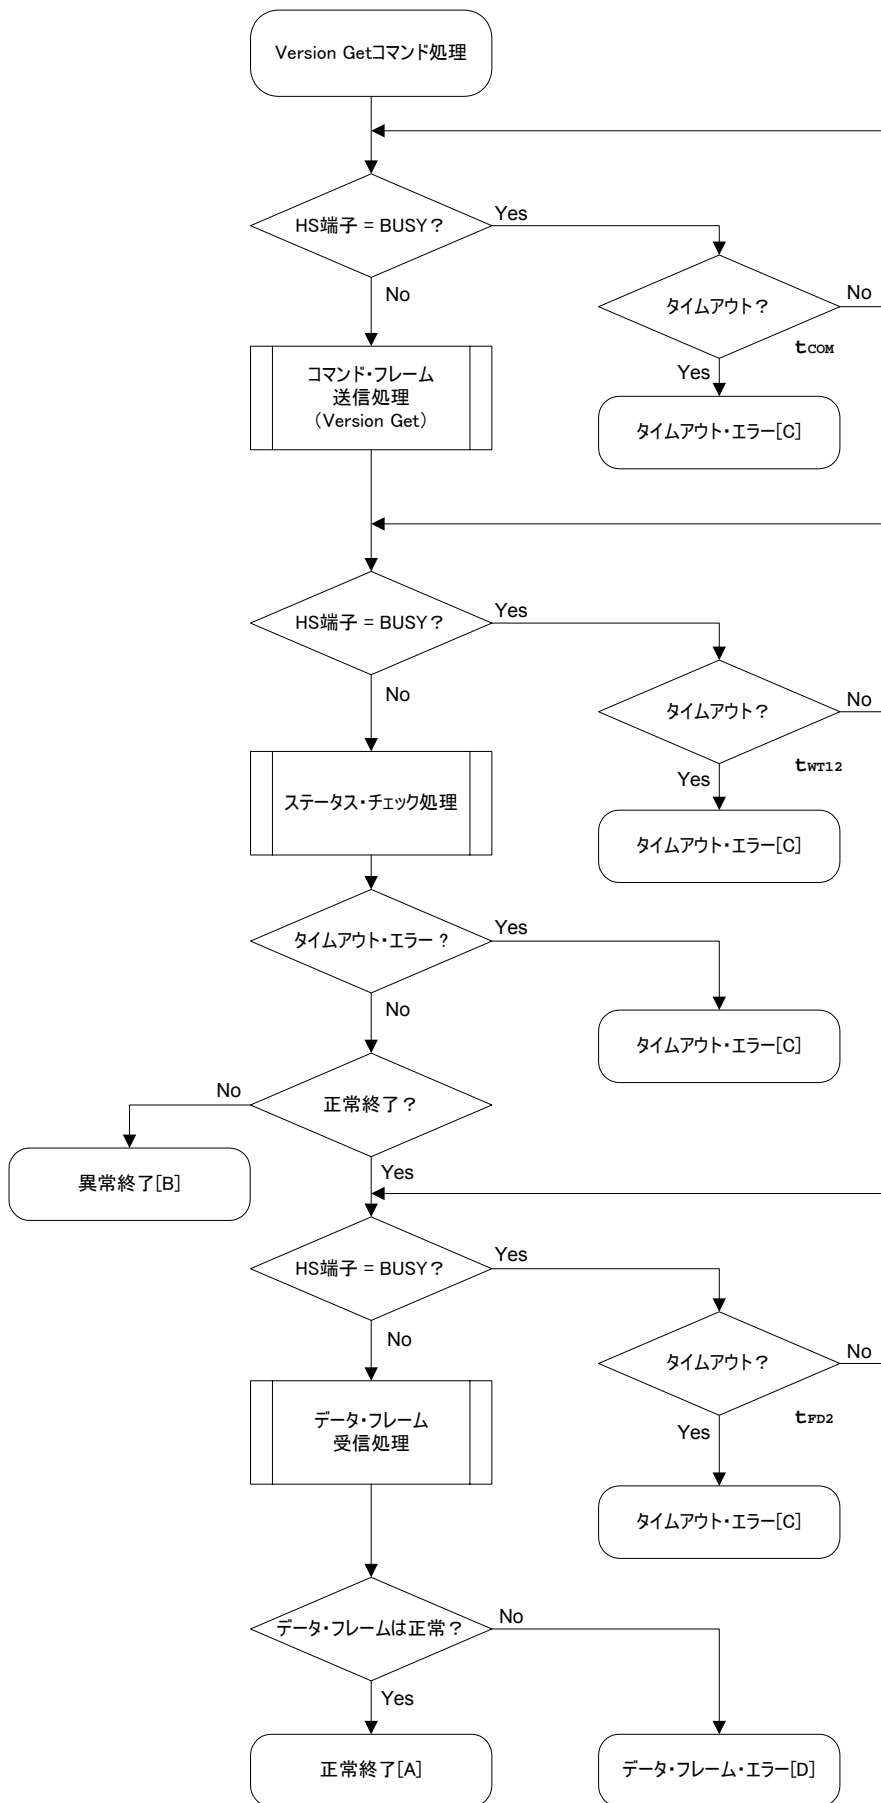 Version Getコマンド処理
HS端子 = BUSY？
Yes
No
タイムアウト？
No
tCOM
Yes
コマンド・フレーム
送信処理
（Version Get）
タイムアウト・エラー[C]
HS端子 = BUSY？
Yes
No
タイムアウト？
No
tWT12
Yes
ステータス・チェック処理
タイムアウト・エラー[C]
タイムアウト・エラー？
Yes
No
タイムアウト・エラー[C]
正常終了？
No
異常終了[B]
Yes
HS端子 = BUSY？
Yes
No
タイムアウト？
No
tFD2
Yes
データ・フレーム
受信処理
タイムアウト・エラー[C]
データ・フレームは正常？
No
Yes
正常終了[A]
データ・フレーム・エラー[D]